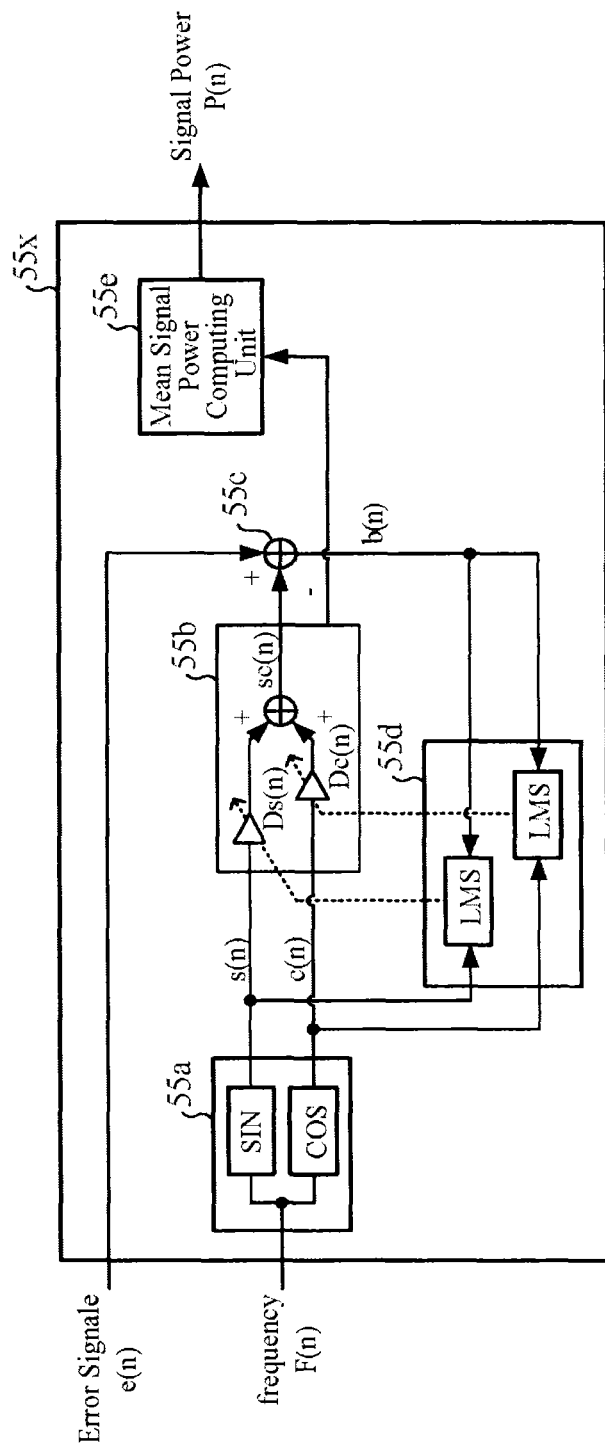 Error Signale
e(n)
frequency
F(n)
55a
SIN
COS
s(n)
c(n)
55b
Ds(n)
Dc(n)
+
+
sc(n)
+
-
55c
b(n)
55d
LMS
LMS
55e
Mean Signal
Power
Computing
Unit
55x
Signal Power
P(n)